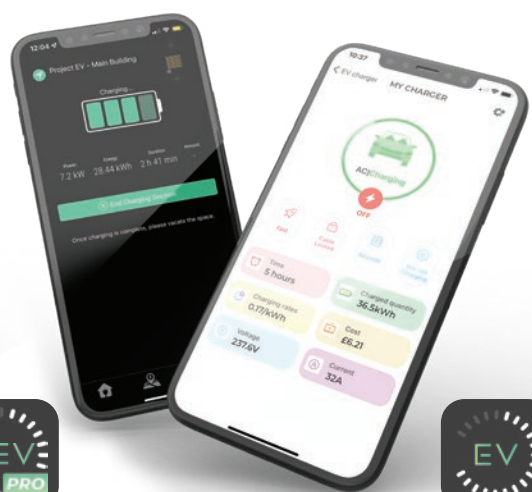 12:04
Project EV – Main Building
Charging...
Power
7.2 kW
Energy
28.44 kWh
Duration
2 h 41 min
Amount
-
End Charging Session
Once charging is complete, please vacate the space.
10:37
EV charger
MY CHARGER
AC|Charging
OFF
Fast
Cable Locked
Time
5 hours
Charged quantity
36.5kWh
Charging rates
0.17/kWh
Cost
£6.21
Voltage
237.6V
Current
32A
EV
PRO
EV